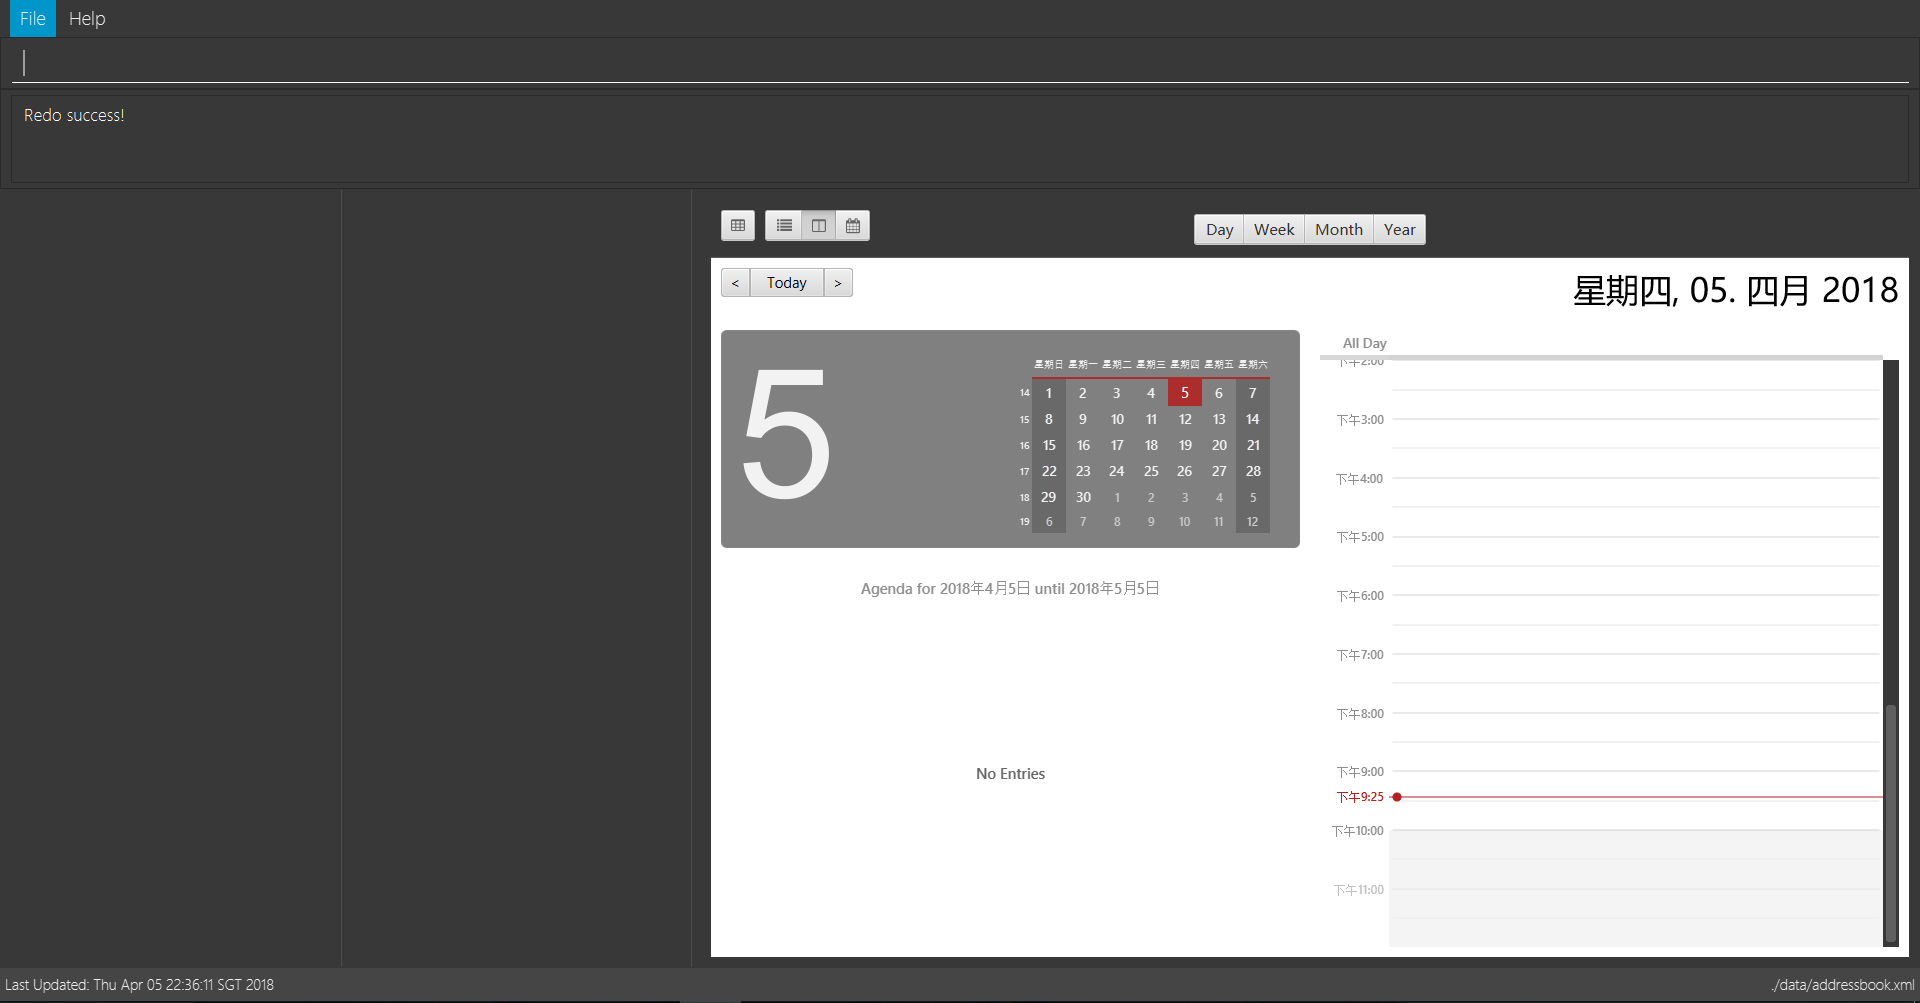 File Help
Redo success!
Day Week Month Year
< Today >
星期四, 05. 四月 2018
5
星期日 星期一 星期二 星期三 星期四 星期五 星期六
14 1 2 3 4 5 6 7
15 8 9 10 11 12 13 14
16 15 16 17 18 19 20 21
17 22 23 24 25 26 27 28
18 29 30 1 2 3 4 5
19 6 7 8 9 10 11 12
Agenda for 2018年4月5日 until 2018年5月5日
No Entries
All Day
下午2:00
下午3:00
下午4:00
下午5:00
下午6:00
下午7:00
下午8:00
下午9:00
下午9:25
下午10:00
下午11:00
Last Updated: Thu Apr 05 22:36:11 SGT 2018
./data/addressbook.xml